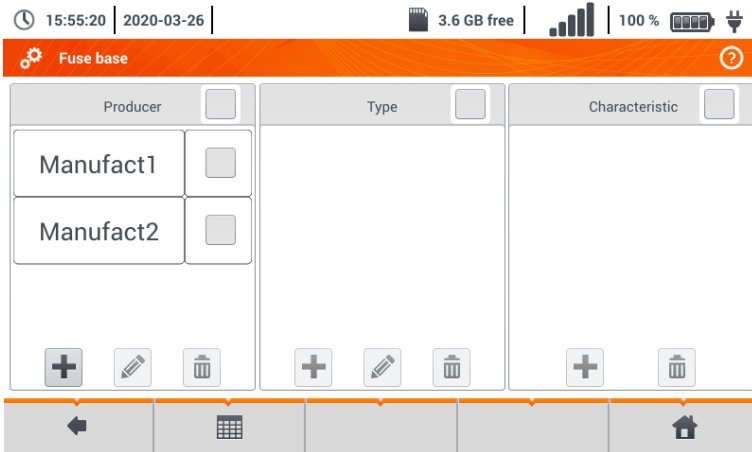 15:55:20 2020-03-26 3.6 GB free 100 %
Fuse base ?
Producer Type Characteristic
Manufact1
Manufact2